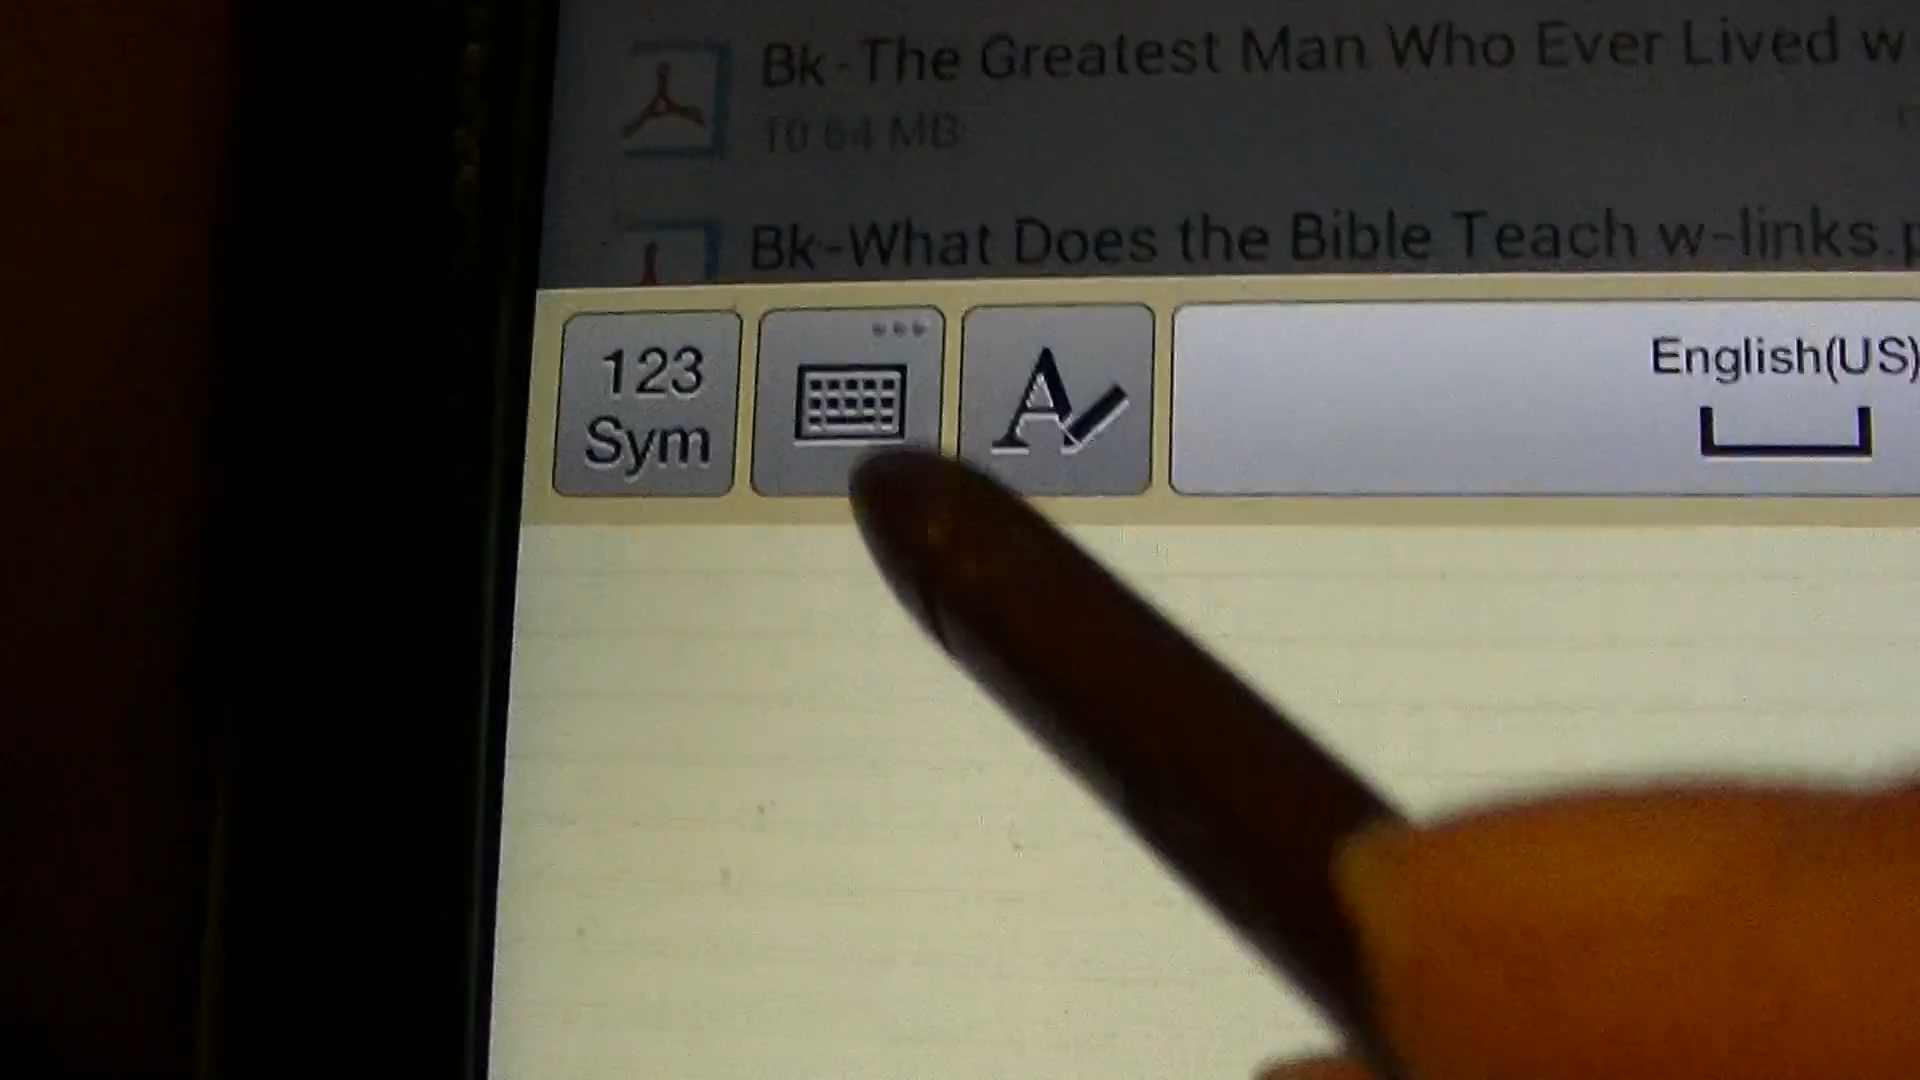 Bk-The Greatest Man Who Ever Lived w
10.64 MB
Bk-What Does the Bible Teach w-links.p
123
Sym
A
English(US)